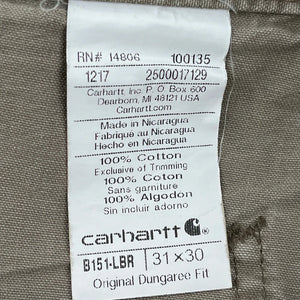 RN# 14806 100135
1217 2500017129
Carhartt Inc P.O. BOX 600
Dearborn, MI 48121 USA
Carhartt.com
Made in Nicaragua
Fabriqué au Nicaragua
Hecho en Nicaragua
100% Cotton
Exclusive of Trimming
100% Coton
Sans garniture
100% Algodon
Sin incluir adorno
carhartt
B151-LBR 31 X 30
Original Dungaree Fit